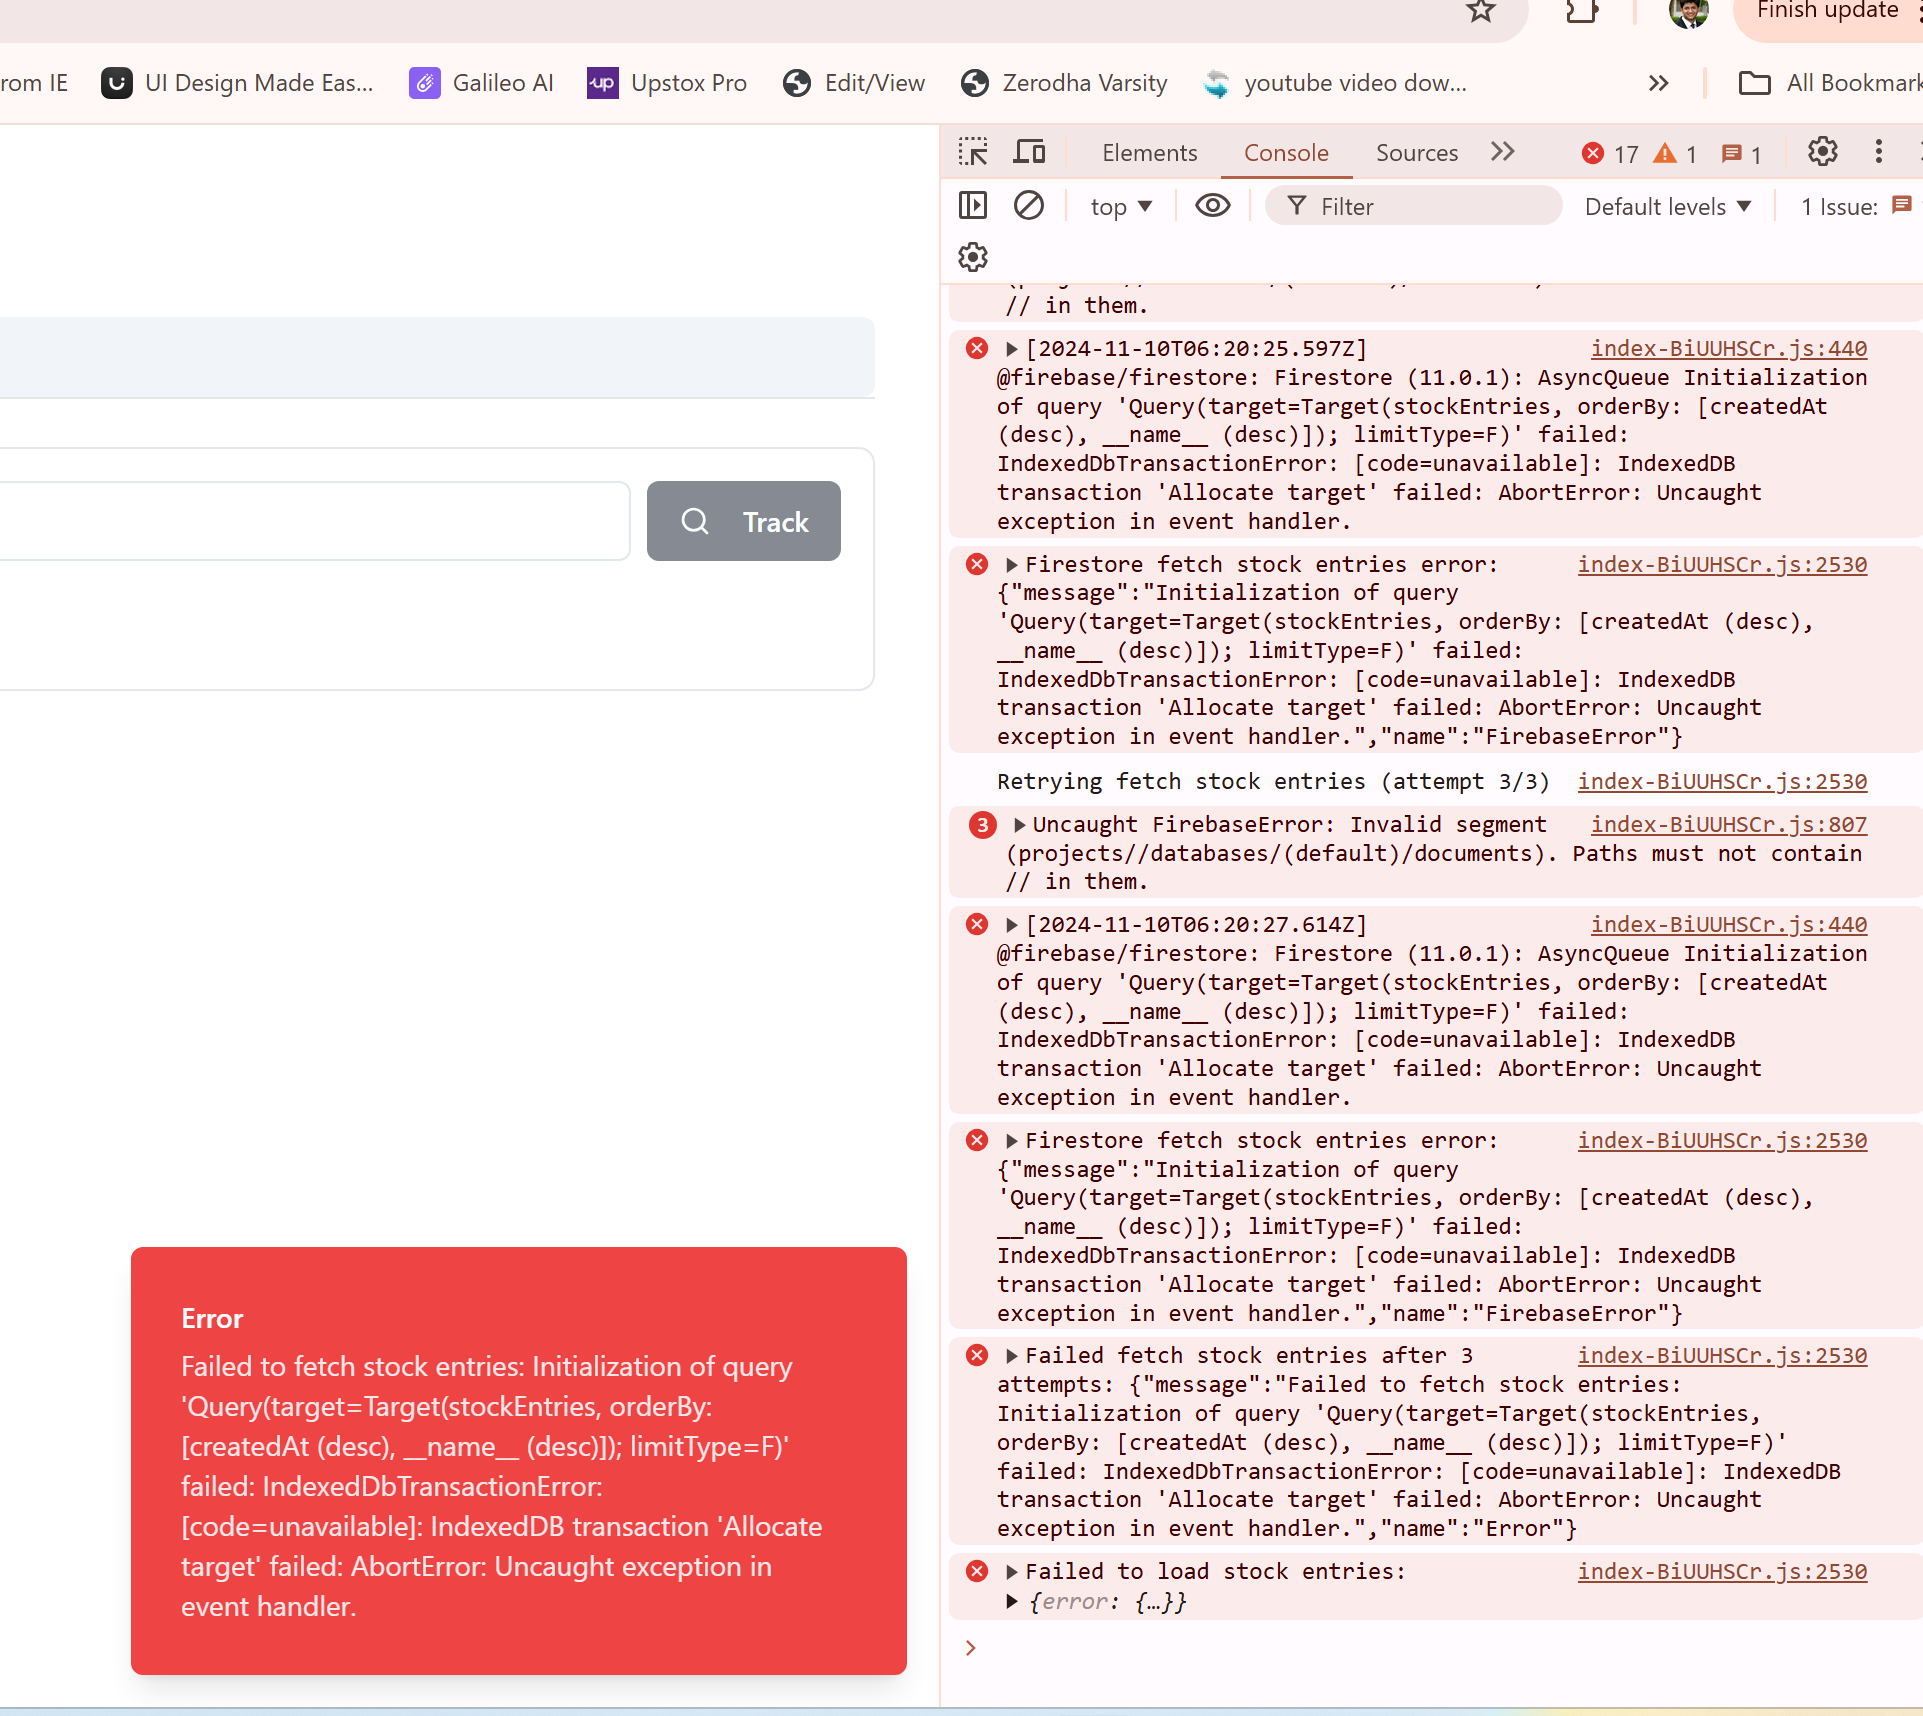 Finish update
rom IE
UI Design Made Eas...
Galileo AI
up
Upstox Pro
Edit/View
Zerodha Varsity
youtube video dow...
All Bookmark
Elements
Console
Sources
17
1
1
top
Filter
Default levels
1 Issue:
// in them.
[2024-11-10T06:20:25.597Z] index-BiUUHSCr.js:440
@firebase/firestore: Firestore (11.0.1): AsyncQueue Initialization
of query 'Query(target=Target(stockEntries, orderBy: [createdAt
(desc), __name__ (desc)]); limitType=F)' failed:
IndexedDbTransactionError: [code=unavailable]: IndexedDB
transaction 'Allocate target' failed: AbortError: Uncaught
exception in event handler.
Firestore fetch stock entries error: index-BiUUHSCr.js:2530
{"message":"Initialization of query
'Query(target=Target(stockEntries, orderBy: [createdAt (desc),
__name__ (desc)]); limitType=F)' failed:
IndexedDbTransactionError: [code=unavailable]: IndexedDB
transaction 'Allocate target' failed: AbortError: Uncaught
exception in event handler.","name":"FirebaseError"}
Retrying fetch stock entries (attempt 3/3) index-BiUUHSCr.js:2530
3 Uncaught FirebaseError: Invalid segment index-BiUUHSCr.js:807
(projects//databases/(default)/documents). Paths must not contain
// in them.
[2024-11-10T06:20:27.614Z] index-BiUUHSCr.js:440
@firebase/firestore: Firestore (11.0.1): AsyncQueue Initialization
of query 'Query(target=Target(stockEntries, orderBy: [createdAt
(desc), __name__ (desc)]); limitType=F)' failed:
IndexedDbTransactionError: [code=unavailable]: IndexedDB
transaction 'Allocate target' failed: AbortError: Uncaught
exception in event handler.
Firestore fetch stock entries error: index-BiUUHSCr.js:2530
{"message":"Initialization of query
'Query(target=Target(stockEntries, orderBy: [createdAt (desc),
__name__ (desc)]); limitType=F)' failed:
IndexedDbTransactionError: [code=unavailable]: IndexedDB
transaction 'Allocate target' failed: AbortError: Uncaught
exception in event handler.","name":"FirebaseError"}
Failed fetch stock entries after 3 index-BiUUHSCr.js:2530
attempts: {"message":"Failed to fetch stock entries:
Initialization of query 'Query(target=Target(stockEntries,
orderBy: [createdAt (desc), __name__ (desc)]); limitType=F)'
failed: IndexedDbTransactionError: [code=unavailable]: IndexedDB
transaction 'Allocate target' failed: AbortError: Uncaught
exception in event handler.","name":"Error"}
Failed to load stock entries: index-BiUUHSCr.js:2530
{error: {…}}
Track
Error
Failed to fetch stock entries: Initialization of query
'Query(target=Target(stockEntries, orderBy:
[createdAt (desc), __name__ (desc)]); limitType=F)'
failed: IndexedDbTransactionError:
[code=unavailable]: IndexedDB transaction 'Allocate
target' failed: AbortError: Uncaught exception in
event handler.